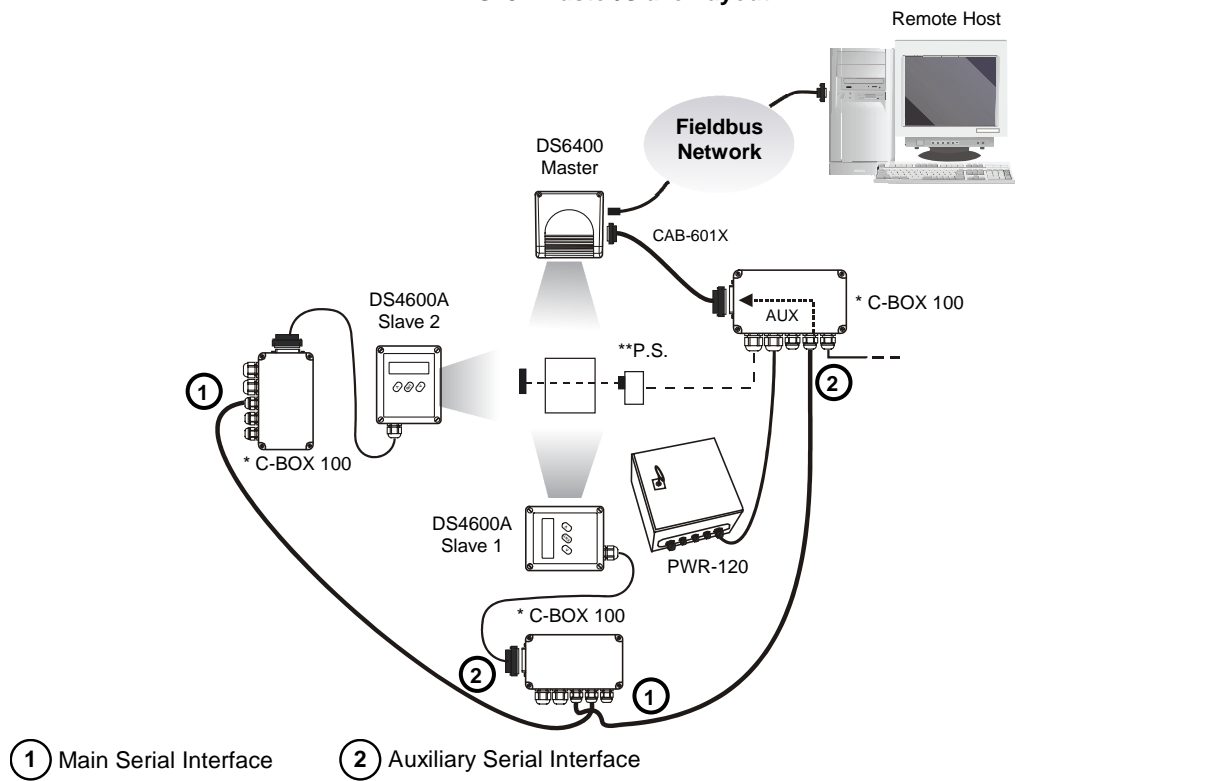 Remote Host
Fieldbus
Network
DS6400
Master
CAB-601X
* C-BOX 100
AUX
DS4600A
Slave 2
**P.S.
2
1
* C-BOX 100
DS4600A
Slave 1
PWR-120
* C-BOX 100
2
1
1 Main Serial Interface
2 Auxiliary Serial Interface